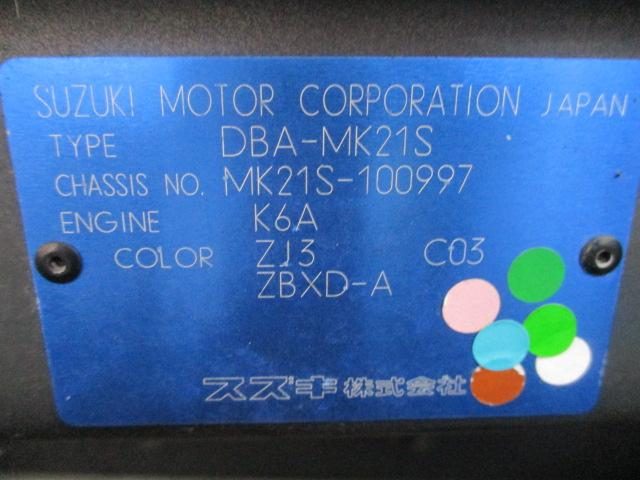 SUZUKI MOTOR CORPORATION JAPAN
TYPE DBA-MK21S
CHASSIS NO. MK21S-100997
ENGINE K6A
COLOR ZJ3 C03
ZBXD-A
スズキ株式会社